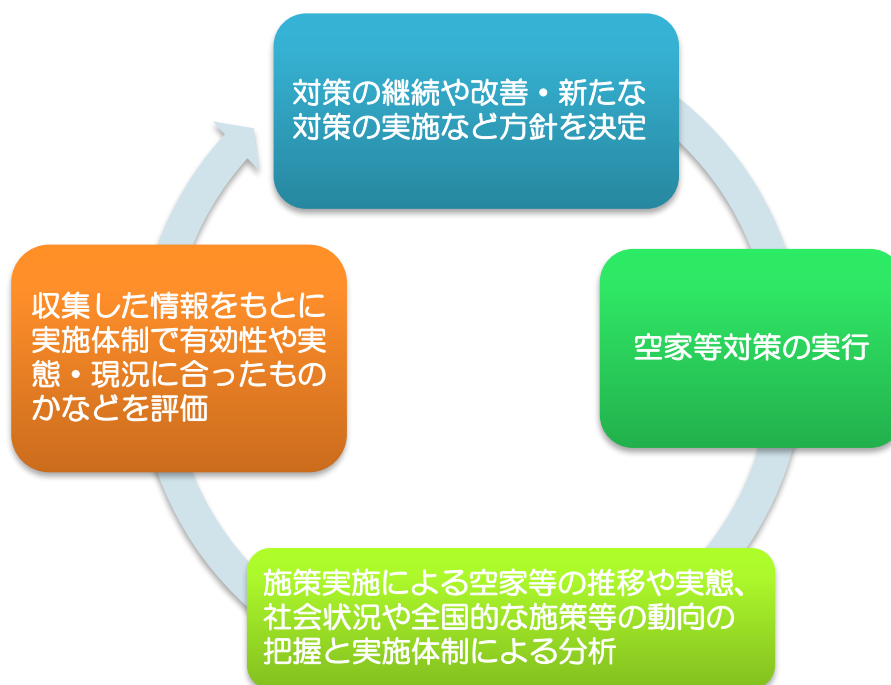 対策の継続や改善・新たな
対策の実施など方針を決定
空家等対策の実行
施策実施による空家等の推移や実態、
社会状況や全国的な施策等の動向の
把握と実施体制による分析
収集した情報をもとに
実施体制で有効性や実
態・現況に合ったもの
かなどを評価